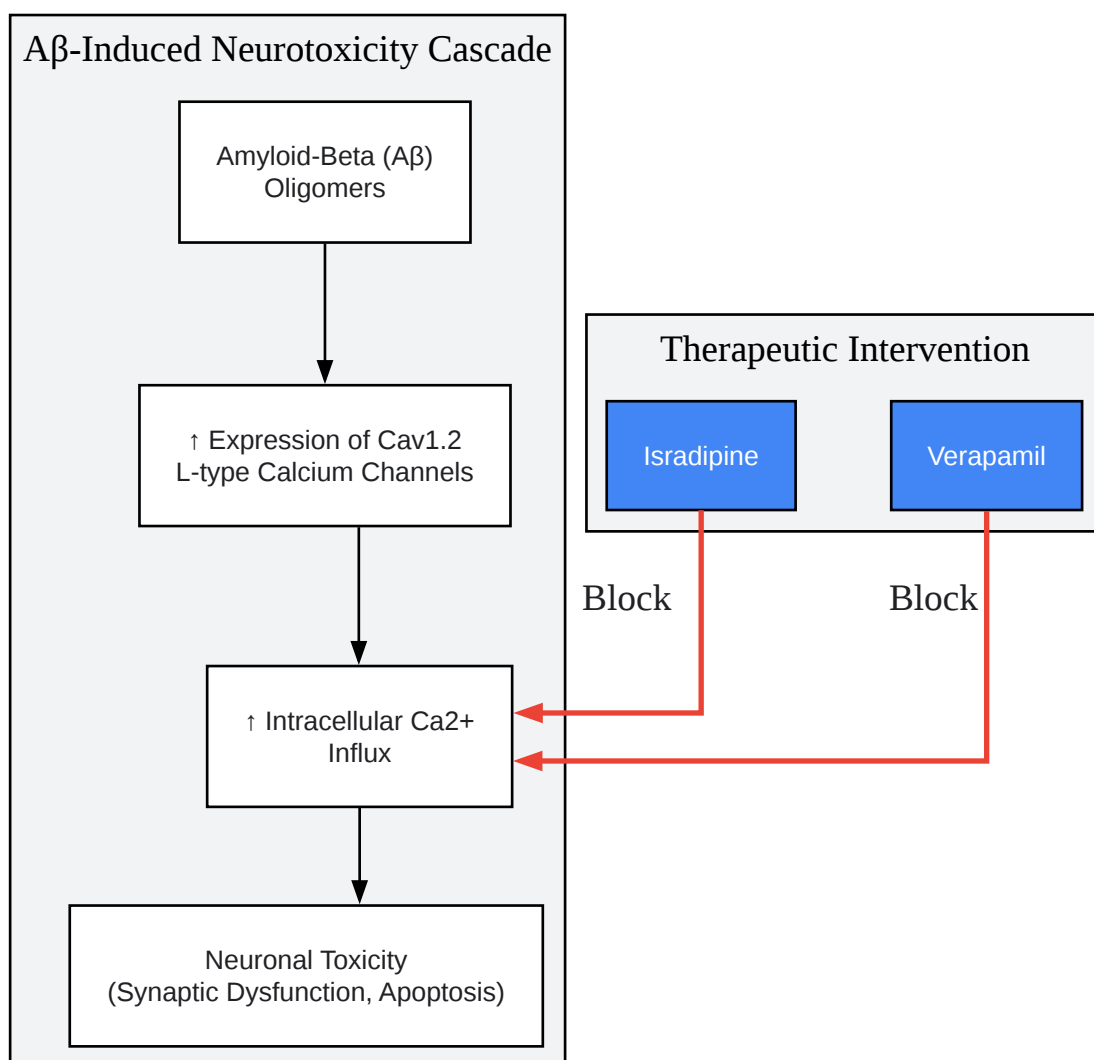 Aβ-Induced Neurotoxicity Cascade
Amyloid-Beta (Aβ)
Oligomers
↑ Expression of Cav1.2
L-type Calcium Channels
↑ Intracellular Ca2+
Influx
Neuronal Toxicity
(Synaptic Dysfunction, Apoptosis)
Therapeutic Intervention
Isradipine
Verapamil
Block
Block